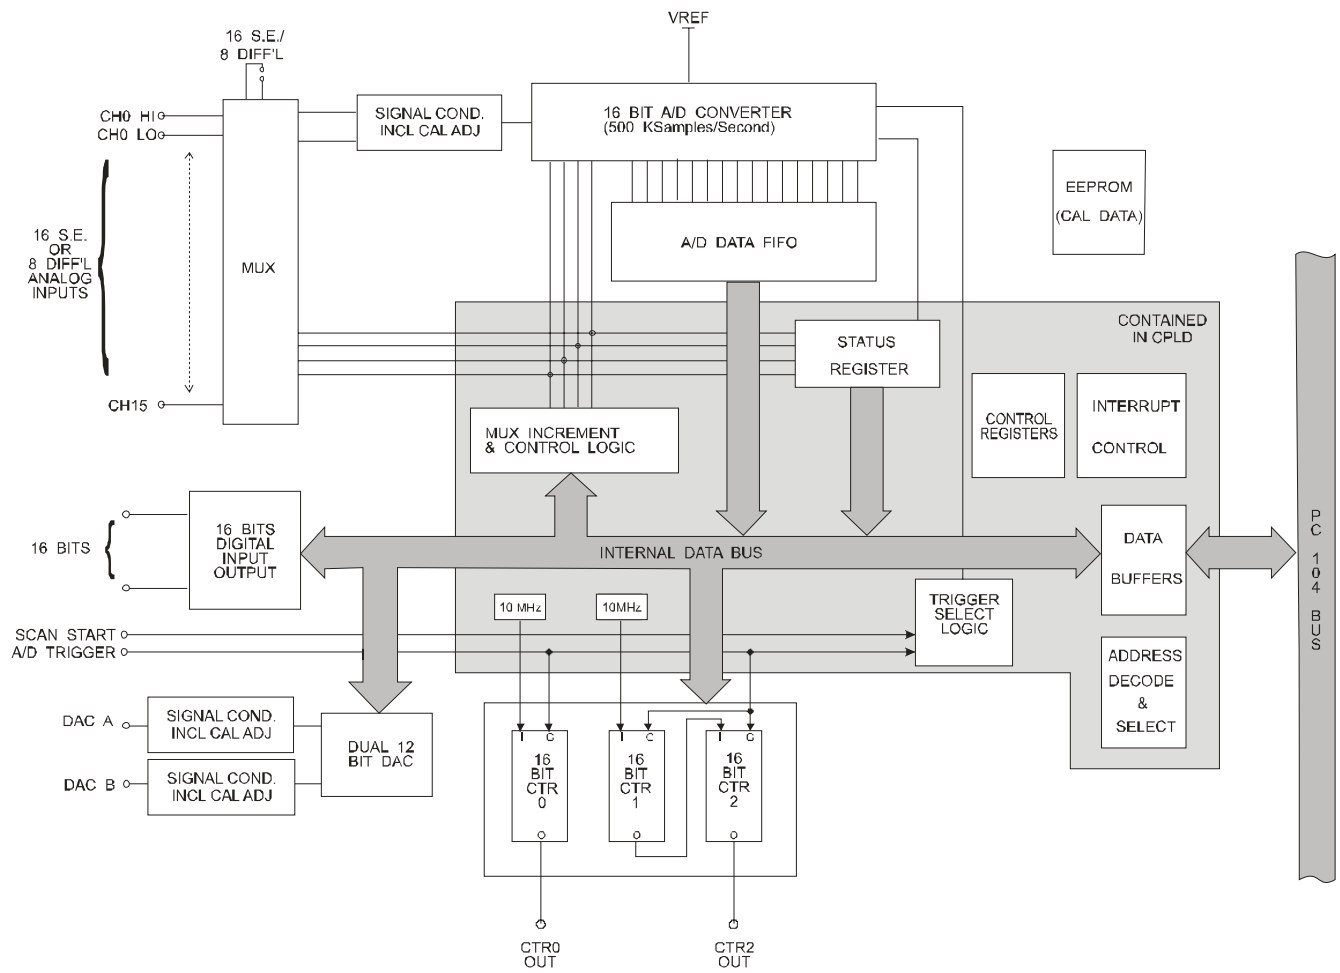 VREF
16 S.E./
8 DIFF'L
CH0 HI
CH0 LO
SIGNAL COND.
INCL CAL ADJ
16 BIT A/D CONVERTER
(500 KSamples/Second)
EEPROM
(CAL DATA)
16 S.E.
OR
8 DIFF'L
ANALOG
INPUTS
MUX
A/D DATA FIFO
CONTAINED
IN CPLD
STATUS
REGISTER
CH15
MUX INCREMENT
& CONTROL LOGIC
CONTROL
REGISTERS
INTERRUPT
CONTROL
16 BITS
16 BITS
DIGITAL
INPUT
OUTPUT
INTERNAL DATA BUS
DATA
BUFFERS
PC 104 BUS
10 MHz
10MHz
TRIGGER
SELECT
LOGIC
SCAN START
A/D TRIGGER
ADDRESS
DECODE
&
SELECT
DAC A
SIGNAL COND.
INCL CAL ADJ
DUAL 12
BIT DAC
DAC B
SIGNAL COND.
INCL CAL ADJ
I G
16
BIT
CTR
0
O
I G
16
BIT
CTR
1
O
I G
16
BIT
CTR
2
O
CTR0
OUT
CTR2
OUT